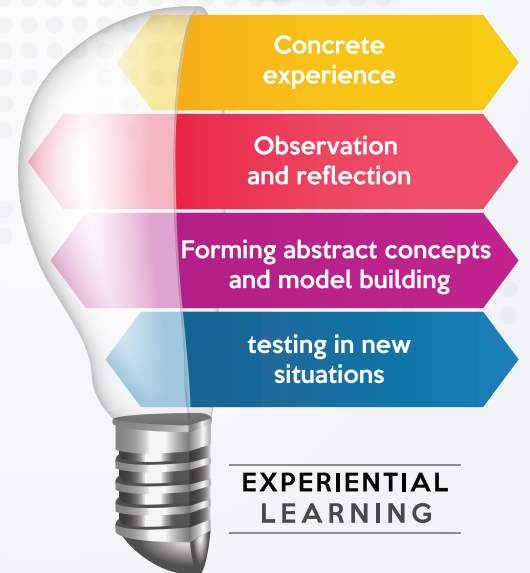 Concrete
experience
Observation
and reflection
Forming abstract concepts
and model building
testing in new
situations
EXPERIENTIAL
LEARNING